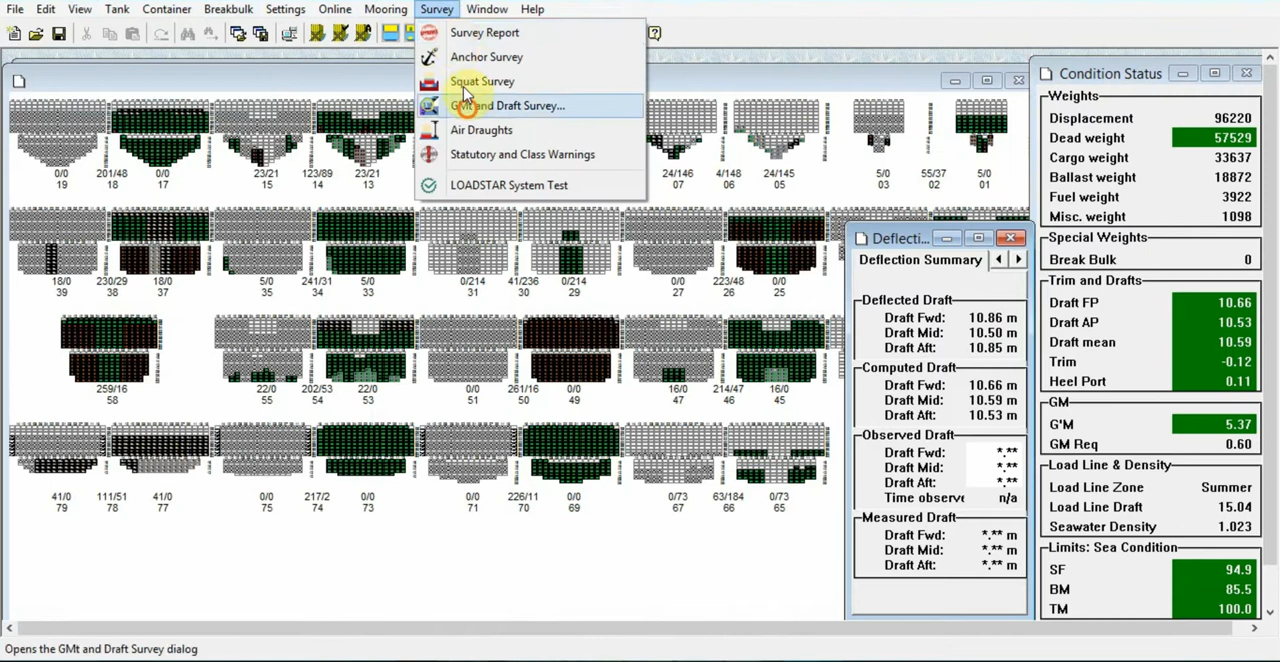 File Edit View Tank Container Breakbulk Settings Online Mooring Survey Window Help
Survey Report
Anchor Survey
Squat Survey
GMt and Draft Survey...
Air Draughts
Statutory and Class Warnings
LOADSTAR System Test
0/0 201/48 0/0 23/21 123/89 23/21 24/146 4/148 24/145 5/0 55/37 5/0
19 18 17 15 14 13 07 06 05 03 02 01
18/0 230/29 18/0 5/0 241/31 5/0 0/214 41/236 0/214 0/0 223/48 0/0
39 38 37 35 34 33 31 30 29 27 26 25
259/16 22/0 202/53 22/0 0/0 261/16 0/0 16/0 214/47 16/0
58 55 54 53 51 50 49 47 46 45
41/0 111/51 41/0 0/0 217/2 0/0 0/0 226/11 0/0 0/73 63/184 0/73
79 78 77 75 74 73 71 70 69 67 66 65
Deflecti...
Deflection Summary
Deflected Draft
Draft Fwd: 10.86 m
Draft Mid: 10.50 m
Draft Aft: 10.85 m
Computed Draft
Draft Fwd: 10.66 m
Draft Mid: 10.59 m
Draft Aft: 10.53 m
Observed Draft
Draft Fwd: *.**
Draft Mid: *.**
Draft Aft: *.**
Time observe n/a
Measured Draft
Draft Fwd: *.** m
Draft Mid: *.** m
Draft Aft: *.** m
Condition Status
Weights
Displacement 96220
Dead weight 57529
Cargo weight 33637
Ballast weight 18872
Fuel weight 3922
Misc. weight 1098
Special Weights
Break Bulk 0
Trim and Drafts
Draft FP 10.66
Draft AP 10.53
Draft mean 10.59
Trim -0.12
Heel Port 0.11
GM
G'M 5.37
GM Req 0.60
Load Line & Density
Load Line Zone Summer
Load Line Draft 15.04
Seawater Density 1.023
Limits: Sea Condition
SF 94.9
BM 85.5
TM 100.0
Opens the GMt and Draft Survey dialog